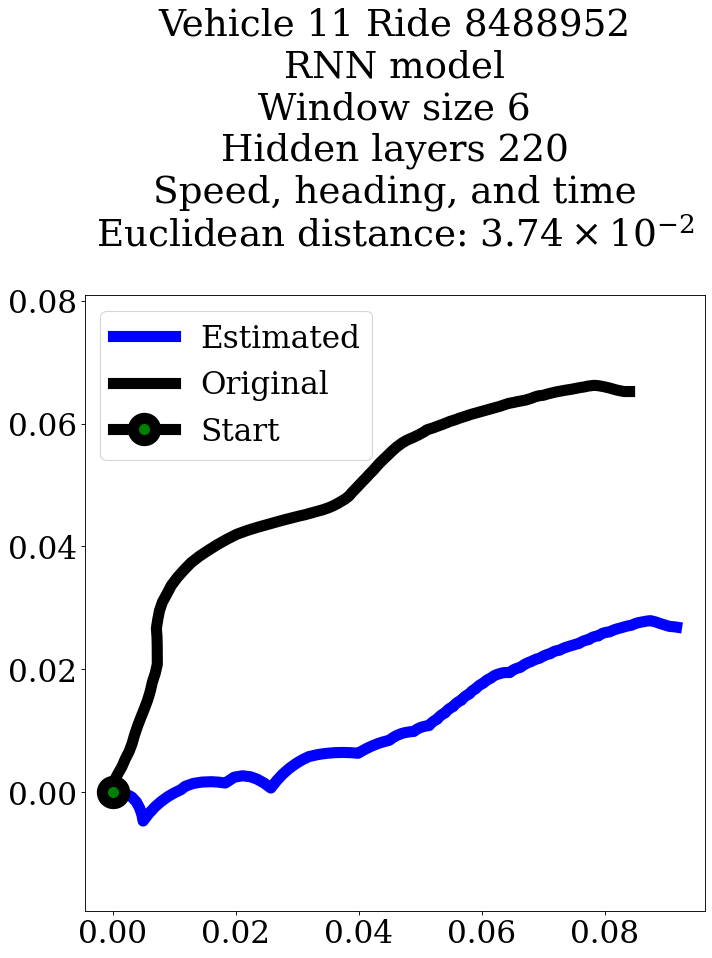 Vehicle 11 Ride 8488952
RNN model
Window size 6
Hidden layers 220
Speed, heading, and time
Euclidean distance: 3.74 × 10⁻²
0.08
Estimated
Original
Start
0.06
0.04
0.02
0.00
0.00 0.02 0.04 0.06 0.08